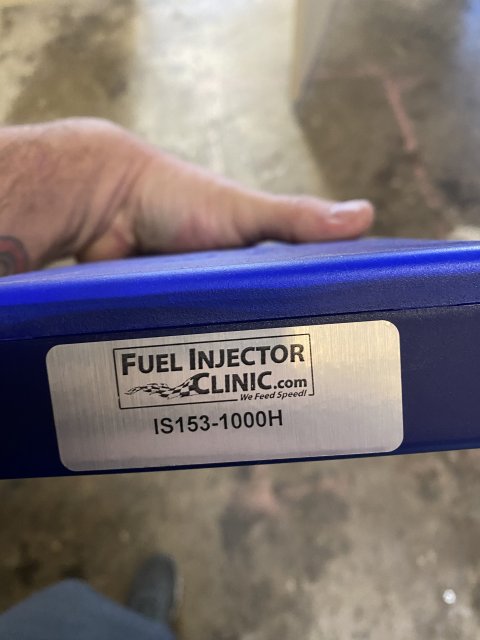 FUEL INJECTOR
CLINIC.com
We Feed Speed!
IS153-1000H